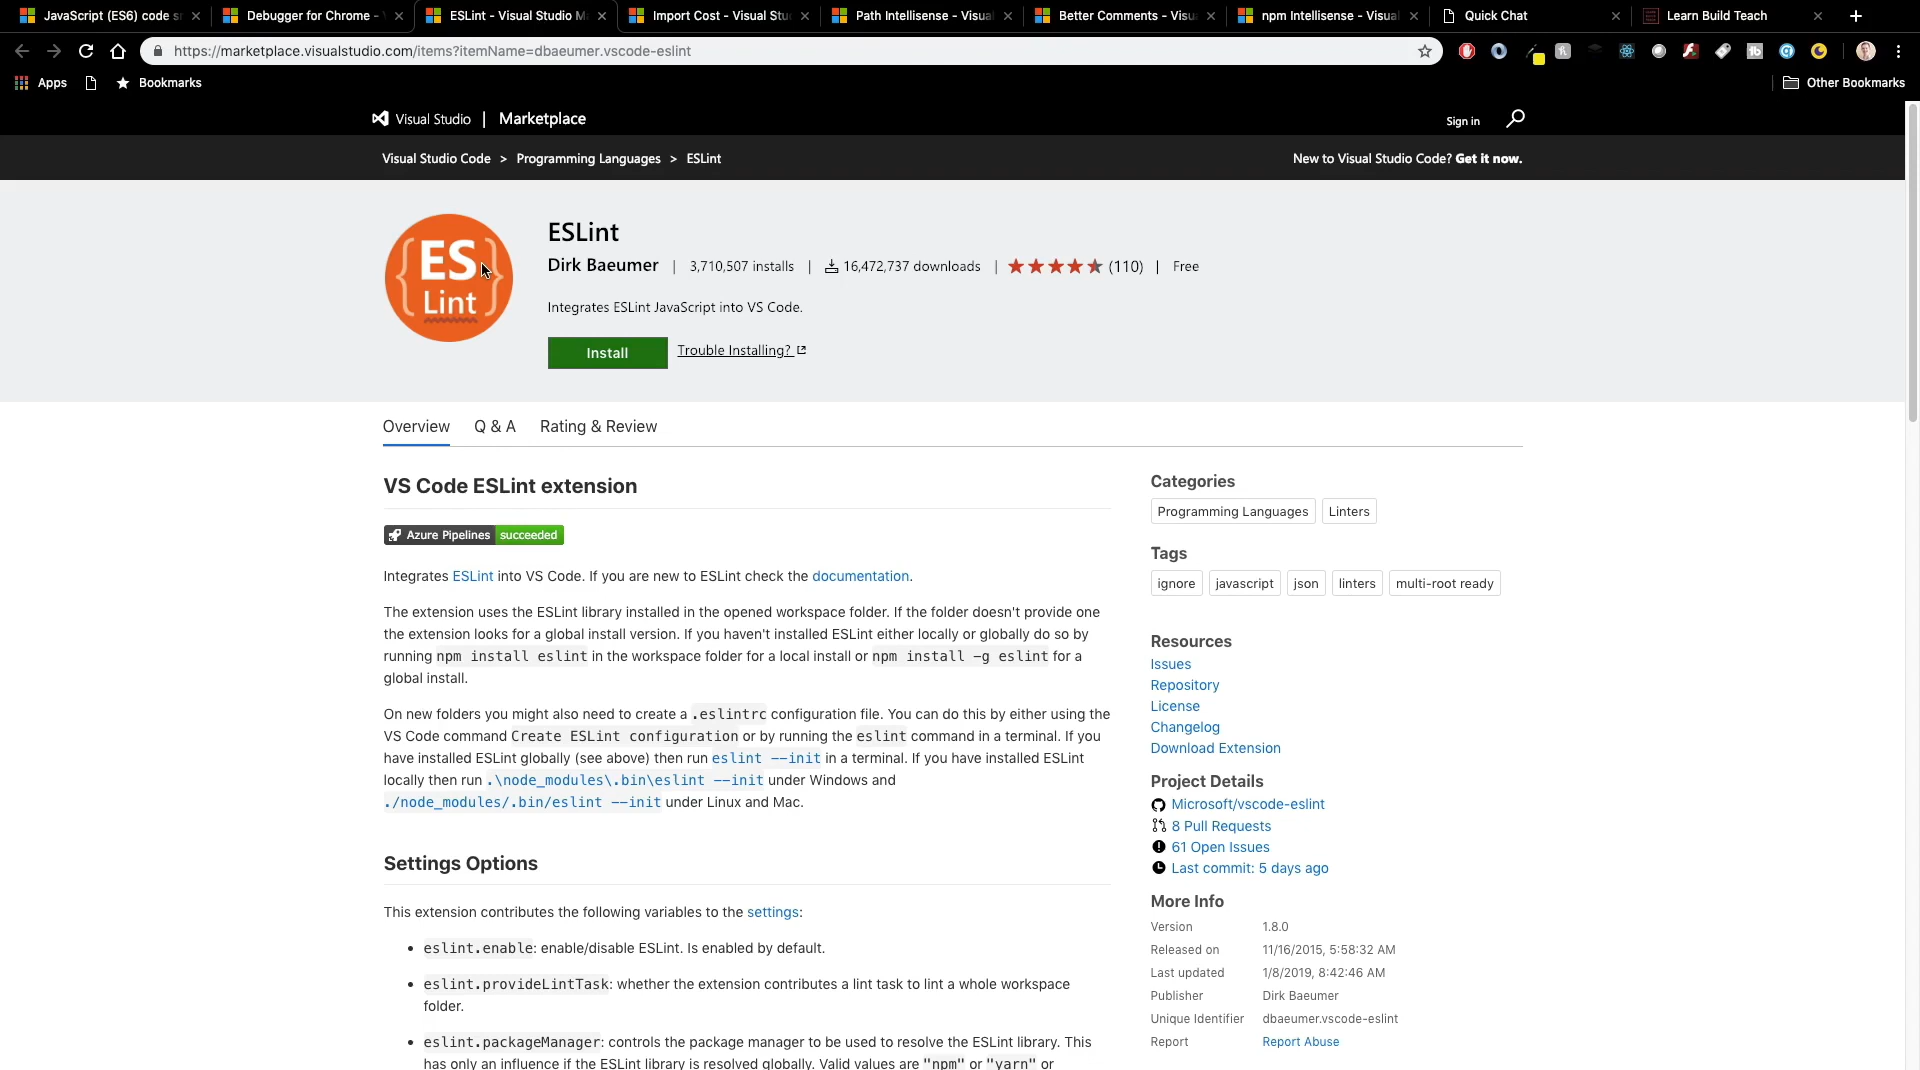 JavaScript (ES6) code s
Debugger for Chrome -
ESLint - Visual Studio M
Import Cost - Visual Stu
Path Intellisense - Visual
Better Comments - Visu
npm Intellisense - Visual
Quick Chat
Learn Build Teach
https://marketplace.visualstudio.com/items?itemName=dbaeumer.vscode-eslint
Apps
Bookmarks
Other Bookmarks
Visual Studio | Marketplace
Sign in
Visual Studio Code > Programming Languages > ESLint
New to Visual Studio Code? Get it now.
{ES}
Lint
ESLint
Dirk Baeumer | 3,710,507 installs | 16,472,737 downloads | (110) | Free
Integrates ESLint JavaScript into VS Code.
Install
Trouble Installing?
Overview
Q & A
Rating & Review
VS Code ESLint extension
Azure Pipelines succeeded
Integrates ESLint into VS Code. If you are new to ESLint check the documentation.
The extension uses the ESLint library installed in the opened workspace folder. If the folder doesn't provide one
the extension looks for a global install version. If you haven't installed ESLint either locally or globally do so by
running npm install eslint in the workspace folder for a local install or npm install -g eslint for a
global install.
On new folders you might also need to create a .eslintrc configuration file. You can do this by either using the
VS Code command Create ESLint configuration or by running the eslint command in a terminal. If you
have installed ESLint globally (see above) then run eslint --init in a terminal. If you have installed ESLint
locally then run .\node_modules\.bin\eslint --init under Windows and
./node_modules/.bin/eslint --init under Linux and Mac.
Settings Options
This extension contributes the following variables to the settings:
• eslint.enable: enable/disable ESLint. Is enabled by default.
• eslint.provideLintTask: whether the extension contributes a lint task to lint a whole workspace
folder.
• eslint.packageManager: controls the package manager to be used to resolve the ESLint library. This
has only an influence if the ESLint library is resolved globally. Valid values are "npm" or "yarn" or
Categories
Programming Languages
Linters
Tags
ignore
javascript
json
linters
multi-root ready
Resources
Issues
Repository
License
Changelog
Download Extension
Project Details
Microsoft/vscode-eslint
8 Pull Requests
61 Open Issues
Last commit: 5 days ago
More Info
Version 1.8.0
Released on 11/16/2015, 5:58:32 AM
Last updated 1/8/2019, 8:42:46 AM
Publisher Dirk Baeumer
Unique Identifier dbaeumer.vscode-eslint
Report Report Abuse